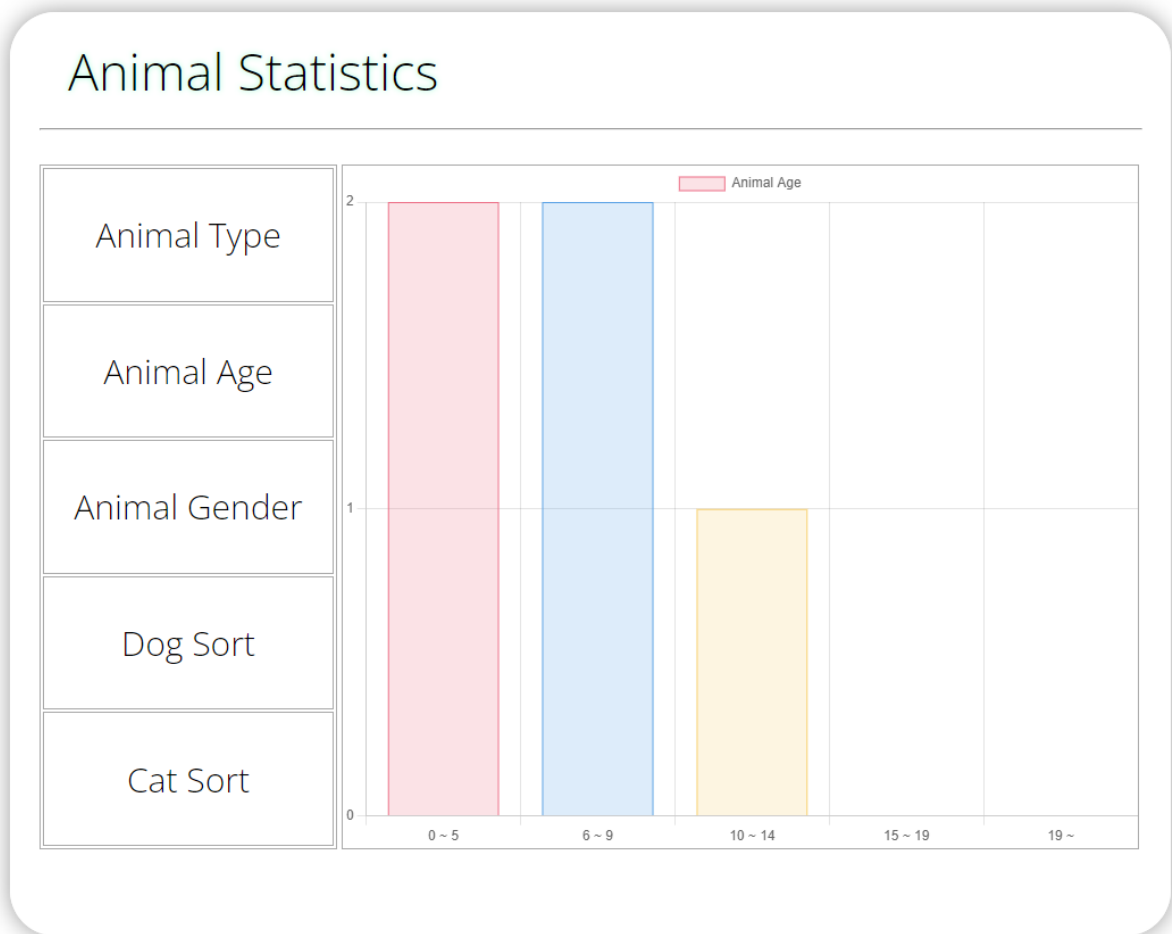 Animal Statistics
Animal Type
Animal Age
Animal Gender
Dog Sort
Cat Sort
Animal Age
2
1
0
0 ~ 5
6 ~ 9
10 ~ 14
15 ~ 19
19 ~